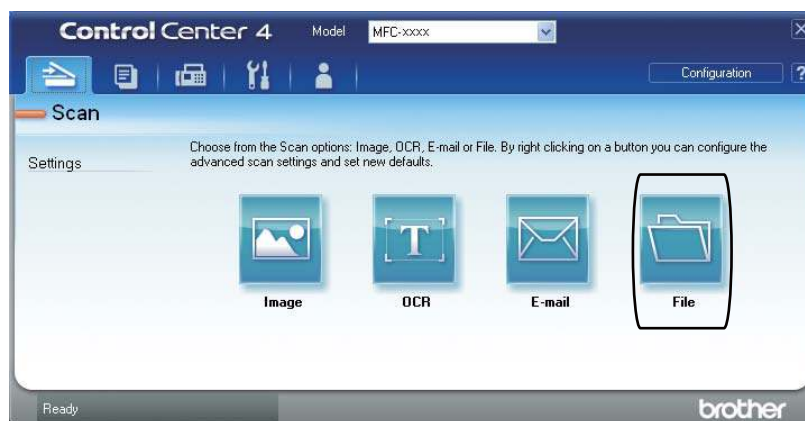 Control Center 4 Model MFC-xxxx
Configuration ?
Scan
Choose from the Scan options: Image, OCR, E-mail or File. By right clicking on a button you can configure the
Settings advanced scan settings and set new defaults.
T
Image OCR E-mail File
Ready brother